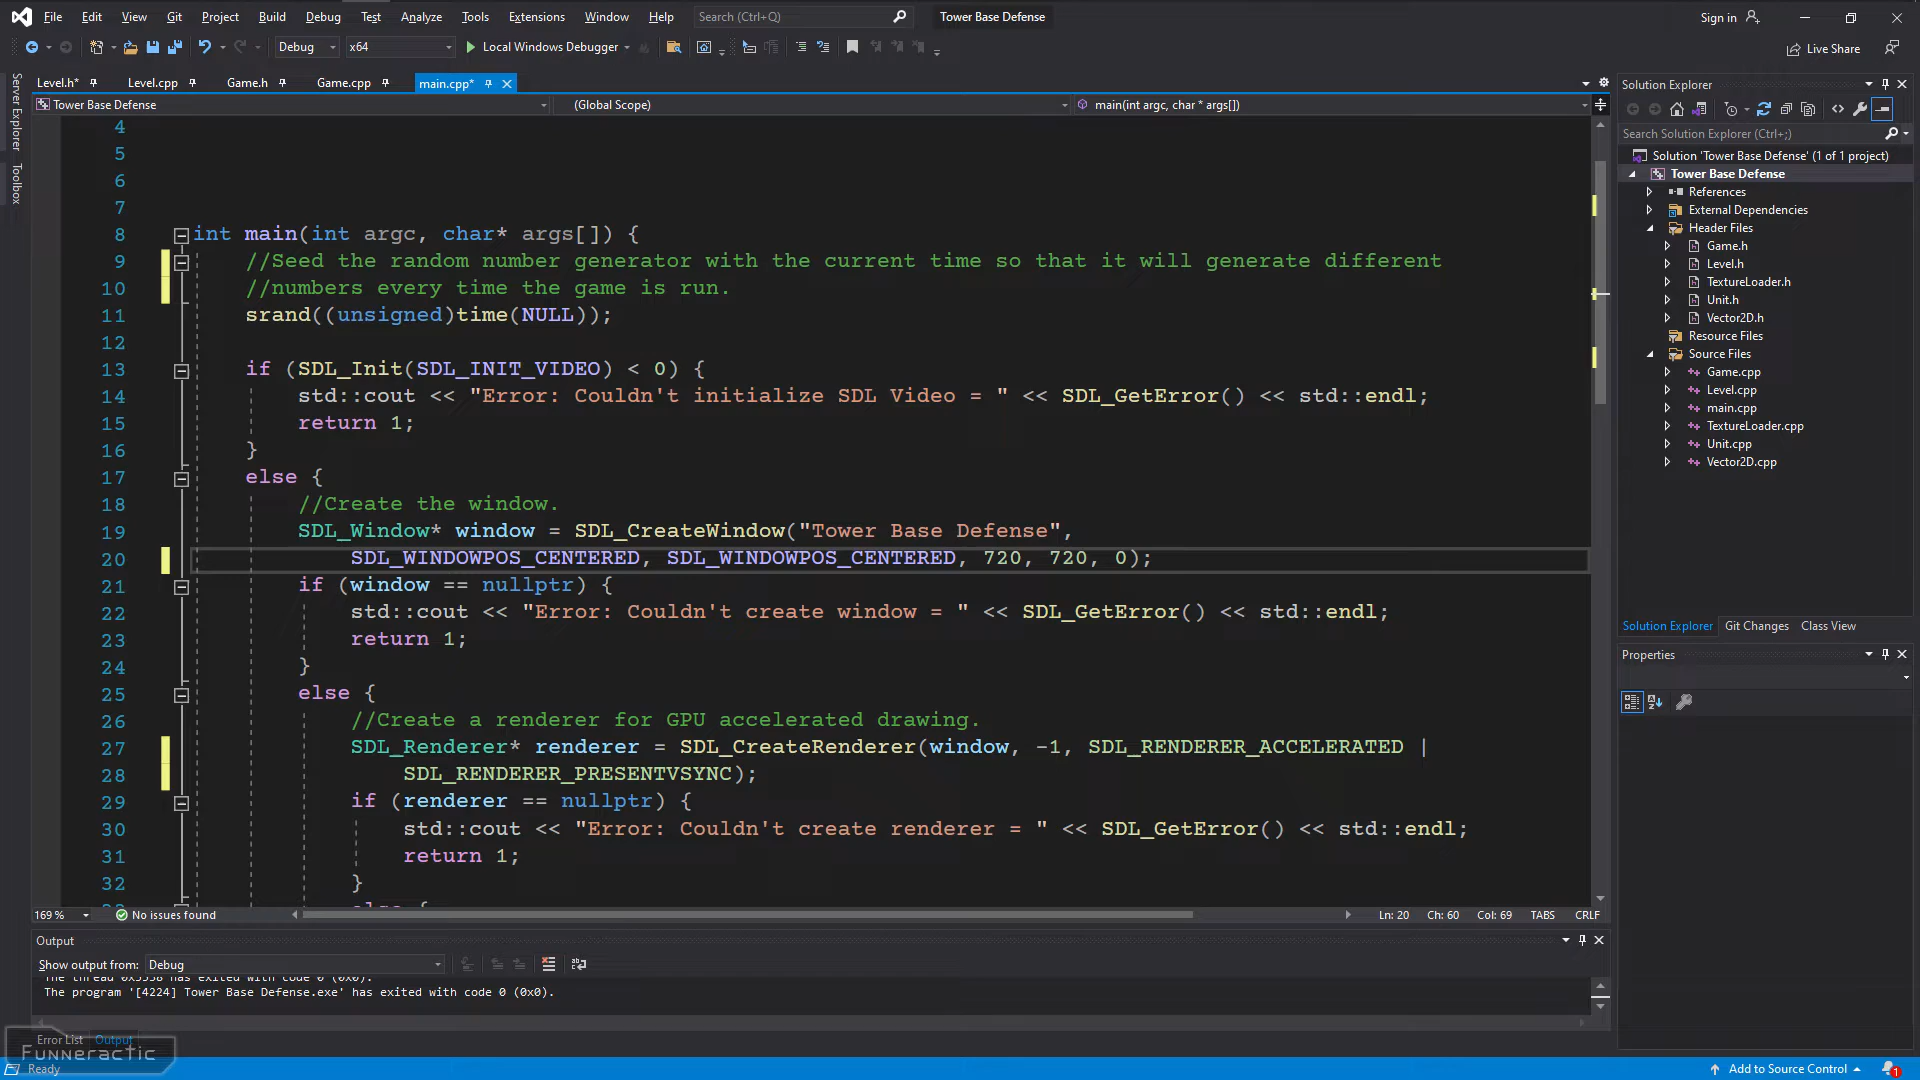 File Edit View Git Project Build Debug Test Analyze Tools Extensions Window Help Search (Ctrl+Q) Tower Base Defense Sign in
Debug x64 Local Windows Debugger Live Share
Level.h* Level.cpp Game.h Game.cpp main.cpp*
Tower Base Defense (Global Scope) main(int argc, char * args[])
4
5
6
7
8 int main(int argc, char* args[]) {
9 //Seed the random number generator with the current time so that it will generate different
10 //numbers every time the game is run.
11 srand((unsigned)time(NULL));
12
13 if (SDL_Init(SDL_INIT_VIDEO) < 0) {
14 std::cout << "Error: Couldn't initialize SDL Video = " << SDL_GetError() << std::endl;
15 return 1;
16 }
17 else {
18 //Create the window.
19 SDL_Window* window = SDL_CreateWindow("Tower Base Defense",
20 SDL_WINDOWPOS_CENTERED, SDL_WINDOWPOS_CENTERED, 720, 720, 0);
21 if (window == nullptr) {
22 std::cout << "Error: Couldn't create window = " << SDL_GetError() << std::endl;
23 return 1;
24 }
25 else {
26 //Create a renderer for GPU accelerated drawing.
27 SDL_Renderer* renderer = SDL_CreateRenderer(window, -1, SDL_RENDERER_ACCELERATED |
28 SDL_RENDERER_PRESENTVSYNC);
29 if (renderer == nullptr) {
30 std::cout << "Error: Couldn't create renderer = " << SDL_GetError() << std::endl;
31 return 1;
32 }
169 % No issues found Ln: 20 Ch: 60 Col: 69 TABS CRLF
Output
Show output from: Debug
The thread 0x5558 has exited with code 0 (0x0).
The program '[4224] Tower Base Defense.exe' has exited with code 0 (0x0).
Error List Output
Funneractic
Ready Add to Source Control 1
Server Explorer
Toolbox
Solution Explorer
Search Solution Explorer (Ctrl+;)
Solution 'Tower Base Defense' (1 of 1 project)
Tower Base Defense
References
External Dependencies
Header Files
Game.h
Level.h
TextureLoader.h
Unit.h
Vector2D.h
Resource Files
Source Files
Game.cpp
Level.cpp
main.cpp
TextureLoader.cpp
Unit.cpp
Vector2D.cpp
Solution Explorer Git Changes Class View
Properties